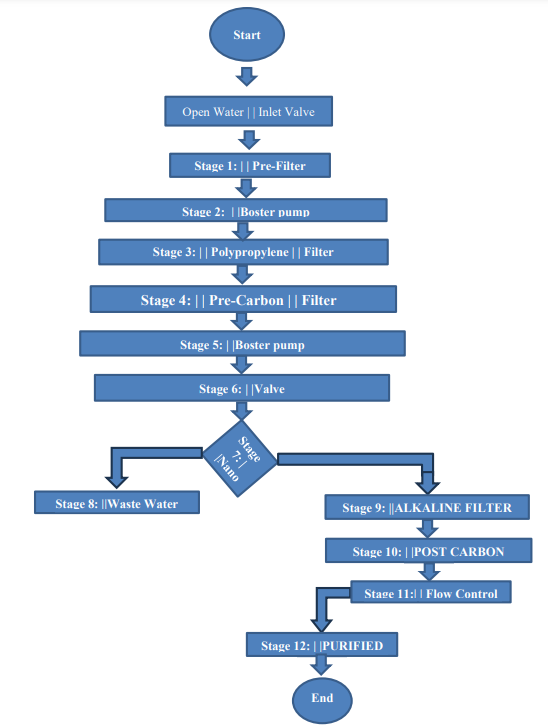 Start
Open Water || Inlet Valve
Stage 1: || Pre-Filter
Stage 2: ||Boster pump
Stage 3: || Polypropylene || Filter
Stage 4: || Pre-Carbon || Filter
Stage 5: ||Boster pump
Stage 6: ||Valve
Stage
7: |
|Nano
Stage 8: ||Waste Water
Stage 9: ||ALKALINE FILTER
Stage 10: ||POST CARBON
Stage 11:|| Flow Control
Stage 12: ||PURIFIED
End